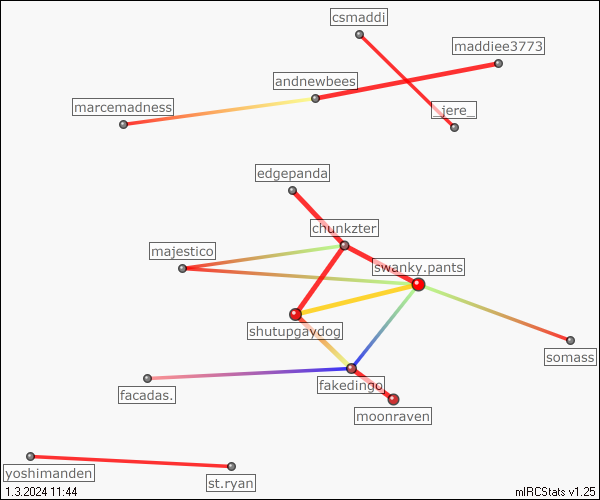 csmaddi
maddiee3773
andnewbees
marcemadness
_jere_
edgepanda
chunkzter
majestico
swanky.pants
shutupgaydog
somass
fakedingo
facadas.
moonraven
yoshimanden
st.ryan
1.3.2024 11:44
mIRCStats v1.25